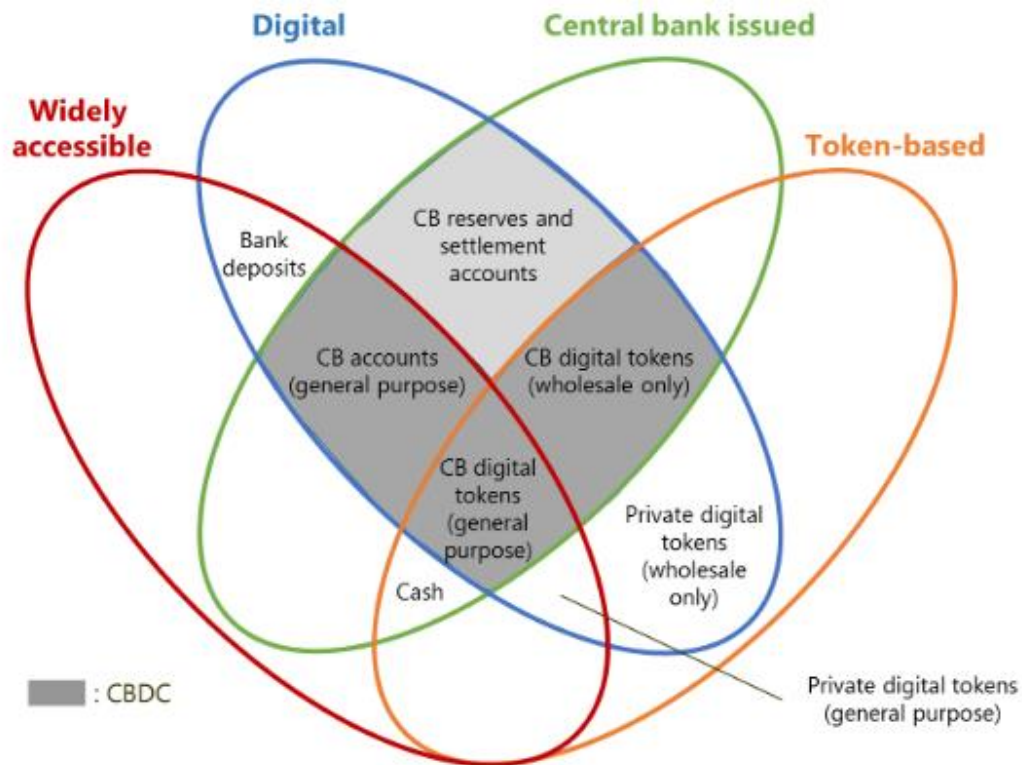 Digital
Central bank issued
Widely
accessible
Token-based
Bank
deposits
CB reserves and
settlement
accounts
CB accounts
(general purpose)
CB digital tokens
(wholesale only)
CB digital
tokens
(general
purpose)
Private digital
tokens
(wholesale
only)
Cash
: CBDC
Private digital tokens
(general purpose)